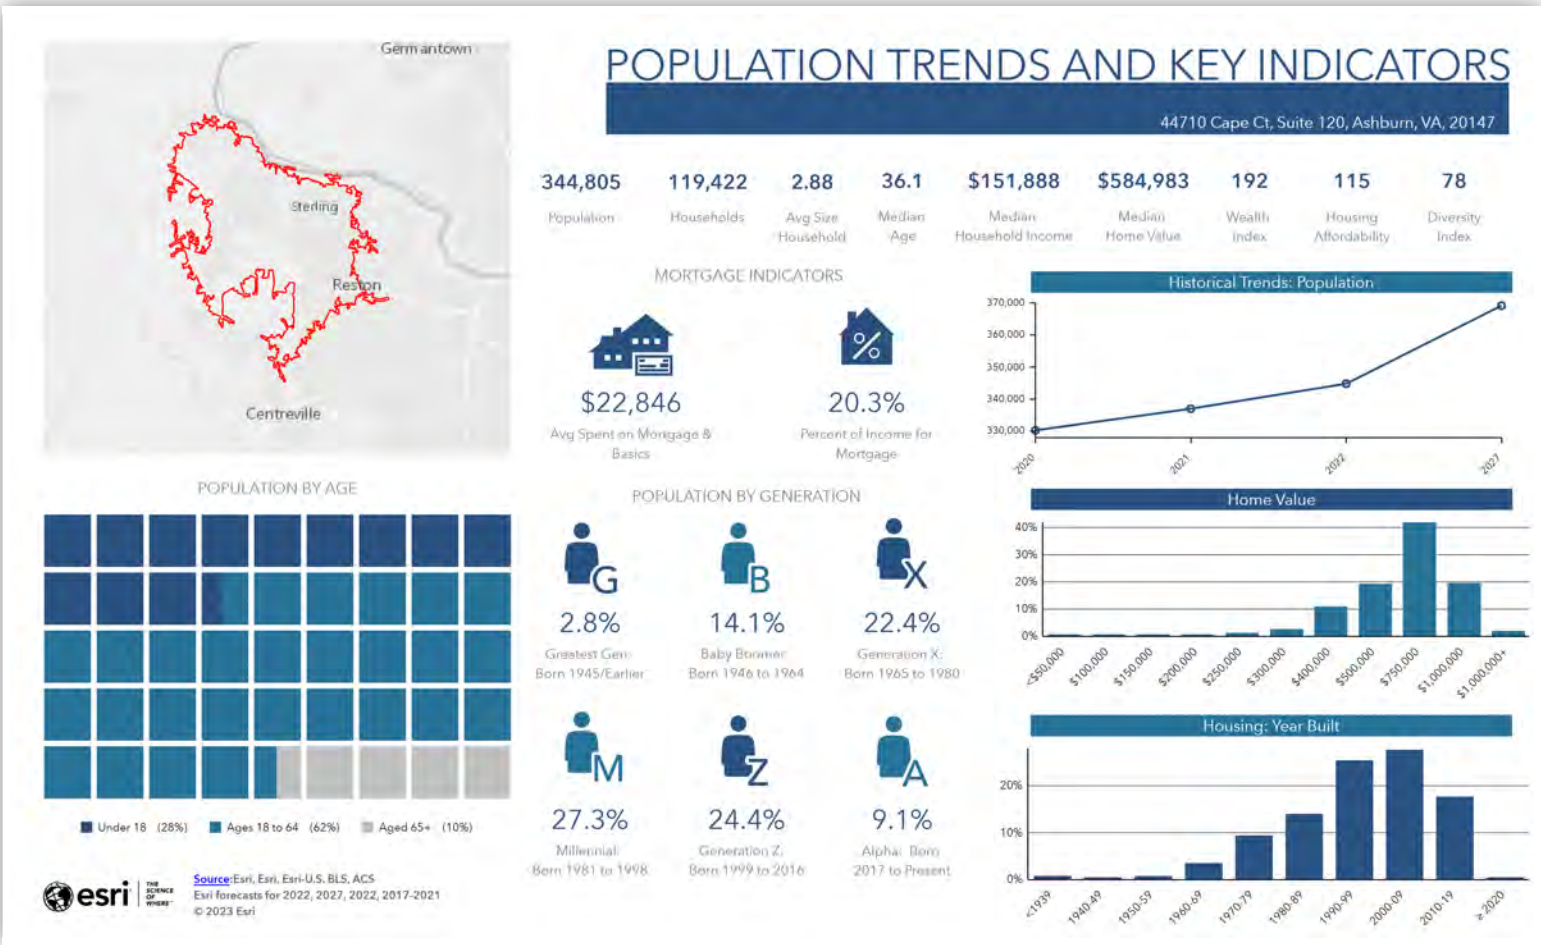 Germantown
Sterling
Reston
Centreville
POPULATION TRENDS AND KEY INDICATORS
44710 Cape Ct, Suite 120, Ashburn, VA, 20147
344,805
Population
119,422
Households
2.88
Avg Size
Household
36.1
Median
Age
$151,888
Median
Household Income
$584,983
Median
Home Value
192
Wealth
Index
115
Housing
Affordability
78
Diversity
Index
MORTGAGE INDICATORS
%
$22,846
Avg Spent on Mortgage &
Basics
20.3%
Percent of Income for
Mortgage
Historical Trends: Population
370,000
360,000
350,000
340,000
330,000
2020
2021
2022
2027
POPULATION BY AGE
Under 18 (28%)
Ages 18 to 64 (62%)
Aged 65+ (10%)
POPULATION BY GENERATION
G
2.8%
Greatest Gen:
Born 1945/Earlier
B
14.1%
Baby Boomer:
Born 1946 to 1964
X
22.4%
Generation X:
Born 1965 to 1980
M
27.3%
Millennial:
Born 1981 to 1998
Z
24.4%
Generation Z:
Born 1999 to 2016
A
9.1%
Alpha: Born
2017 to Present
Home Value
40%
30%
20%
10%
0%
<$50,000
$100,000
$150,000
$200,000
$250,000
$300,000
$400,000
$500,000
$750,000
$1,000,000
$1,000,000+
Housing: Year Built
20%
10%
0%
<1939
1940-49
1950-59
1960-69
1970-79
1980-89
1990-99
2000-09
2010-19
≥ 2020
esri
THE
SCIENCE
OF
WHERE™
Source:Esri, Esri, Esri-U.S. BLS, ACS
Esri forecasts for 2022, 2027, 2022, 2017-2021
© 2023 Esri